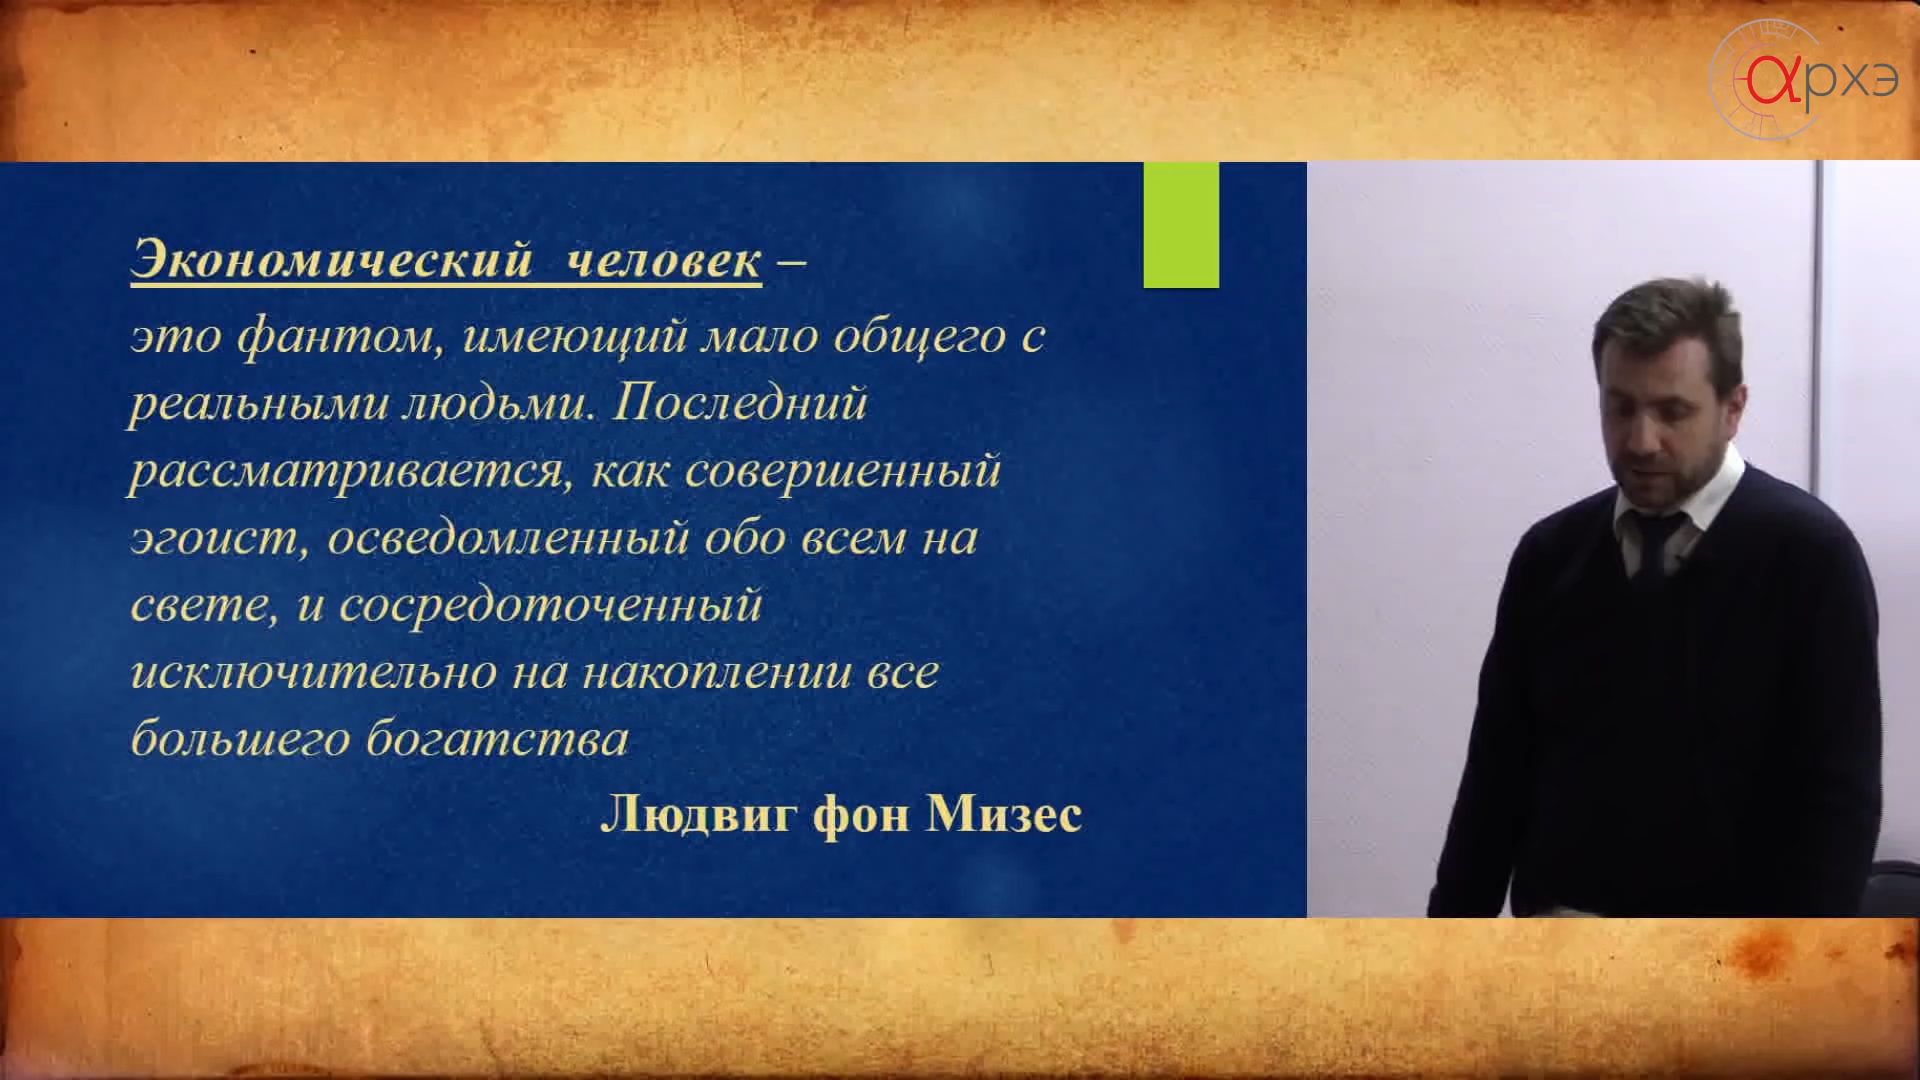 αрхэ
Экономический человек –
это фантом, имеющий мало общего с
реальными людьми. Последний
рассматривается, как совершенный
эгоист, осведомленный обо всем на
свете, и сосредоточенный
исключительно на накоплении все
большего богатства
Людвиг фон Мизес